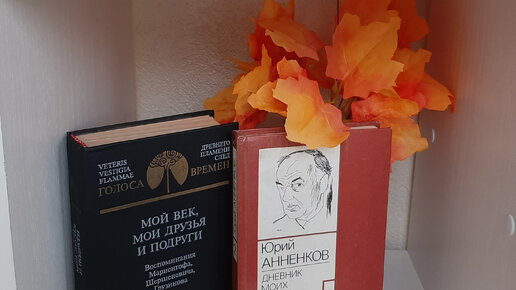 VETERIS
VESTIGIA
FLAMMAE
ДРЕВНЕГО
ПЛАМЕНИ
СЛЕД
ГОЛОСА ВРЕМЕН
МОЙ ВЕК,
МОИ ДРУЗЬЯ
И ПОДРУГИ
Воспоминания
Мариенгофа,
Шершеневича,
Грузинова
Юрий
АННЕНКОВ
ДНЕВНИК
МОИХ